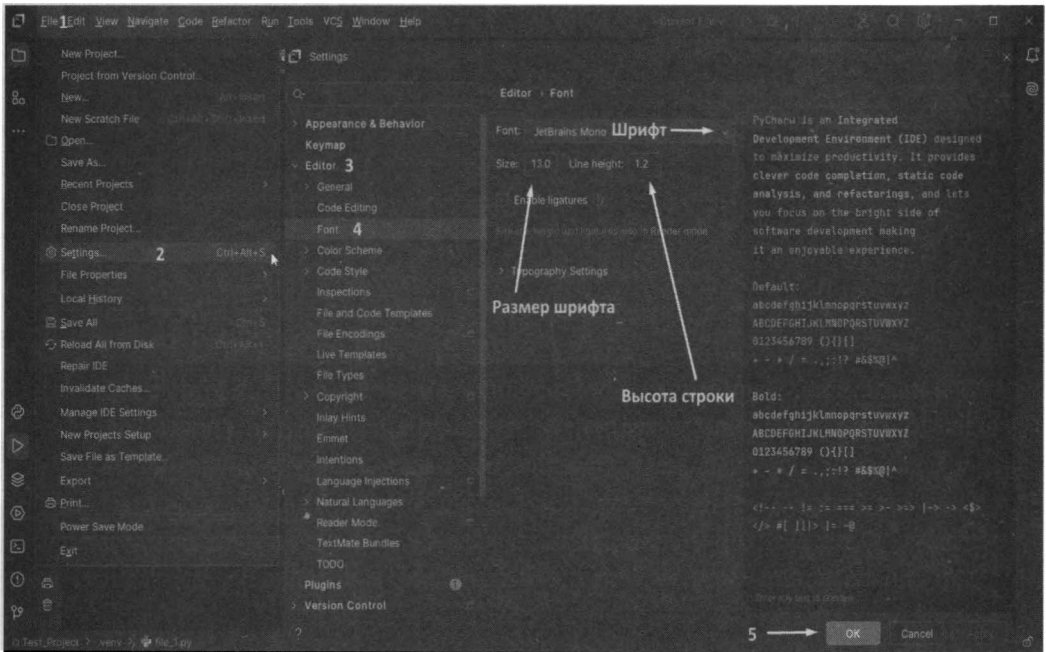 File 1 Edit View Navigate Code Refactor Run Tools VCS Window Help
New Project...
Project from Version Control...
New...
New Scratch File
Open...
Save As...
Recent Projects
Close Project
Rename Project...
Settings... 2 Ctrl+Alt+S
File Properties
Local History
Save All
Reload All from Disk
Repair IDE
Invalidate Caches...
Manage IDE Settings
New Projects Setup
Save File as Template...
Export
Print...
Power Save Mode
Exit
Test_Project > venv > file_1.py
Settings
Appearance & Behavior
Keymap
Editor 3
General
Code Editing
Font 4
Color Scheme
Code Style
Inspections
File and Code Templates
File Encodings
Live Templates
File Types
Copyright
Inlay Hints
Emmet
Intentions
Language Injections
Natural Languages
Reader Mode
TextMate Bundles
TODO
Plugins
Version Control
?
Editor › Font
Font: JetBrains Mono Шрифт
Size: 13.0 Line height: 1.2
Enable ligatures
Typography Settings
Размер шрифта
Высота строки
PyCharm is an Integrated
Development Environment (IDE) designed
to maximize productivity. It provides
clever code completion, static code
analysis, and refactorings, and lets
you focus on the bright side of
software development making
it an enjoyable experience.
Default:
abcdefghijklmnopqrstuvwxyz
ABCDEFGHIJKLMNOPQRSTUVWXYZ
0123456789 (){}[]
+ - * / = .,;:!? #&$%@|^
Bold:
abcdefghijklmnopqrstuvwxyz
ABCDEFGHIJKLMNOPQRSTUVWXYZ
0123456789 (){}[]
+ - * / = .,;:!? #&$%@|^
5 OK Cancel